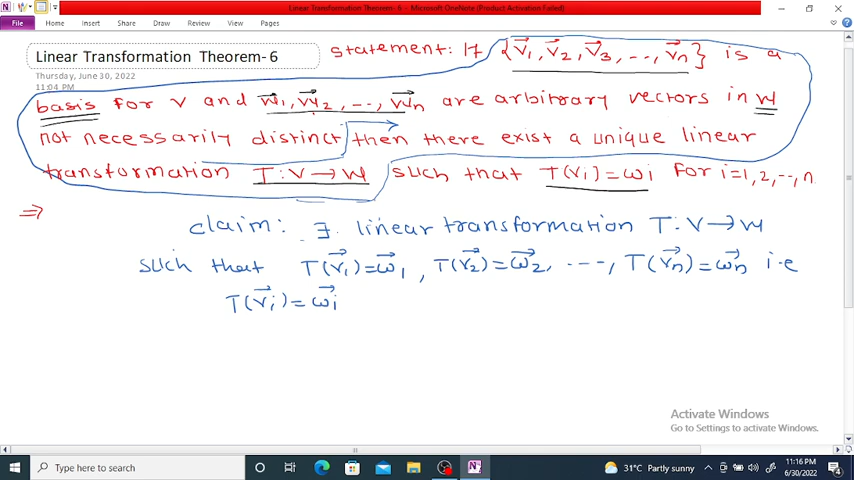 Linear Transformation Theorem - 6 - Microsoft OneNote (Product Activation Failed)
File Home Insert Share Draw Review View Pages
Linear Transformation Theorem- 6
Thursday, June 30, 2022
11:04 PM
statement: If {v⃗1, v⃗2, v⃗3, ..., v⃗n} is a
basis for V and w⃗1, w⃗2, ..., w⃗n are arbitrary vectors in W
not necessarily distinct then there exist a unique linear
transformation T: V → W such that T(vi) = wi for i=1,2,--,n.
⇒
claim: ∃ linear transformation T: V → W
such that T(v⃗1) = w⃗1, T(v⃗2) = w⃗2, ---, T(v⃗n) = w⃗n i.e
T(v⃗i) = w⃗i
Activate Windows
Go to Settings to activate Windows.
Type here to search
31°C Partly sunny
11:16 PM
6/30/2022
4